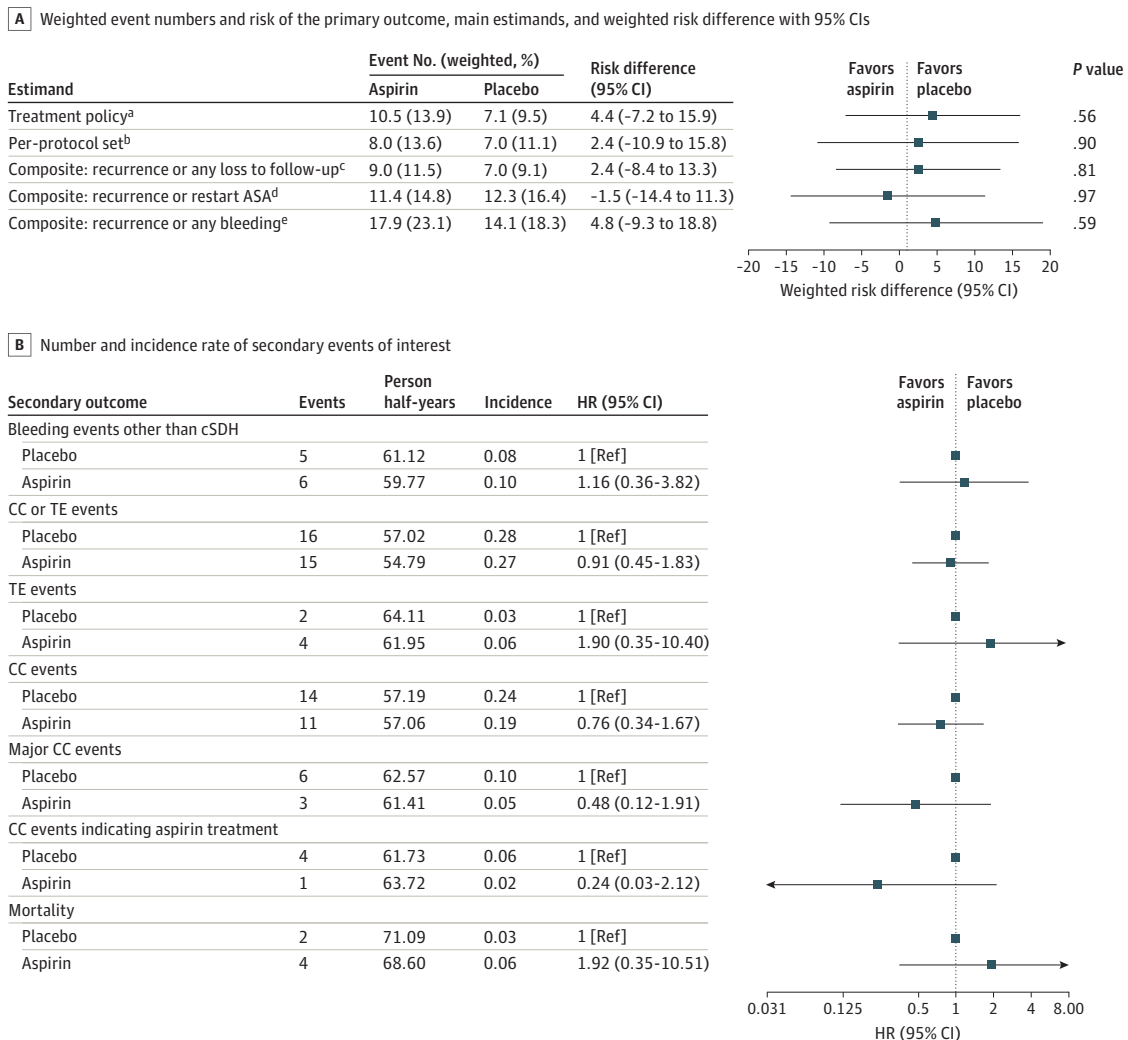 A Weighted event numbers and risk of the primary outcome, main estimands, and weighted risk difference with 95% CIs
Event No. (weighted, %) Risk difference Favors Favors P value
Estimand Aspirin Placebo (95% CI) aspirin placebo
Treatment policyᵃ 10.5 (13.9) 7.1 (9.5) 4.4 (-7.2 to 15.9) .56
Per-protocol setᵇ 8.0 (13.6) 7.0 (11.1) 2.4 (-10.9 to 15.8) .90
Composite: recurrence or any loss to follow-upᶜ 9.0 (11.5) 7.0 (9.1) 2.4 (-8.4 to 13.3) .81
Composite: recurrence or restart ASAᵈ 11.4 (14.8) 12.3 (16.4) -1.5 (-14.4 to 11.3) .97
Composite: recurrence or any bleedingᵉ 17.9 (23.1) 14.1 (18.3) 4.8 (-9.3 to 18.8) .59
-20 -15 -10 -5 0 5 10 15 20
Weighted risk difference (95% CI)
B Number and incidence rate of secondary events of interest
Person Favors Favors
Secondary outcome Events half-years Incidence HR (95% CI) aspirin placebo
Bleeding events other than cSDH
Placebo 5 61.12 0.08 1 [Ref]
Aspirin 6 59.77 0.10 1.16 (0.36-3.82)
CC or TE events
Placebo 16 57.02 0.28 1 [Ref]
Aspirin 15 54.79 0.27 0.91 (0.45-1.83)
TE events
Placebo 2 64.11 0.03 1 [Ref]
Aspirin 4 61.95 0.06 1.90 (0.35-10.40)
CC events
Placebo 14 57.19 0.24 1 [Ref]
Aspirin 11 57.06 0.19 0.76 (0.34-1.67)
Major CC events
Placebo 6 62.57 0.10 1 [Ref]
Aspirin 3 61.41 0.05 0.48 (0.12-1.91)
CC events indicating aspirin treatment
Placebo 4 61.73 0.06 1 [Ref]
Aspirin 1 63.72 0.02 0.24 (0.03-2.12)
Mortality
Placebo 2 71.09 0.03 1 [Ref]
Aspirin 4 68.60 0.06 1.92 (0.35-10.51)
0.031 0.125 0.5 1 2 4 8.00
HR (95% CI)